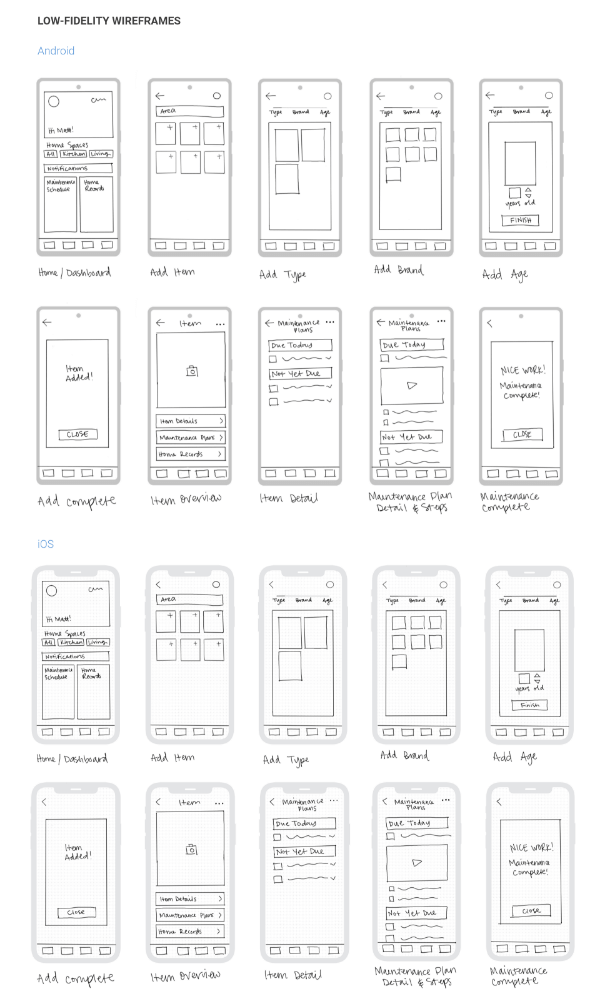 LOW-FIDELITY WIREFRAMES
Android
Hi Matt!
Home Spaces
All Kitchen Living
Notifications
Maintenance Schedule
Home Records
Home / Dashboard
Area
+ + +
+ + +
Add Item
Type Brand Age
Add Type
Type Brand Age
Add Brand
Type Brand Age
years old
FINISH
Add Age
Item
Added!
CLOSE
Add complete
Item
Item Details
Maintenance Plans
Home Records
Item Overview
Maintenance
Plans
Due Today
Not Yet Due
Item Detail
Maintenance
Plans
Due Today
Not Yet Due
Maintenance Plan
Detail & Steps
NICE WORK!
Maintenance
Complete!
CLOSE
Maintenance
Complete
iOS
Hi Matt!
Home Spaces
All Kitchen Living
Notifications
Maintenance Schedule
Home Records
Home / Dashboard
Area
+ + +
+ + +
Add Item
Type Brand Age
Add Type
Type Brand Age
Add Brand
Type Brand Age
years old
Finish
Add Age
Item
Added!
Close
Add complete
Item
Item Details
Maintenance Plans
Home Records
Item Overview
Maintenance
Plans
Due Today
Not Yet Due
Item Detail
Maintenance
Plans
Due Today
Not Yet Due
Maintenance Plan
Detail & Steps
NICE WORK!
Maintenance
Complete!
Close
Maintenance
Complete